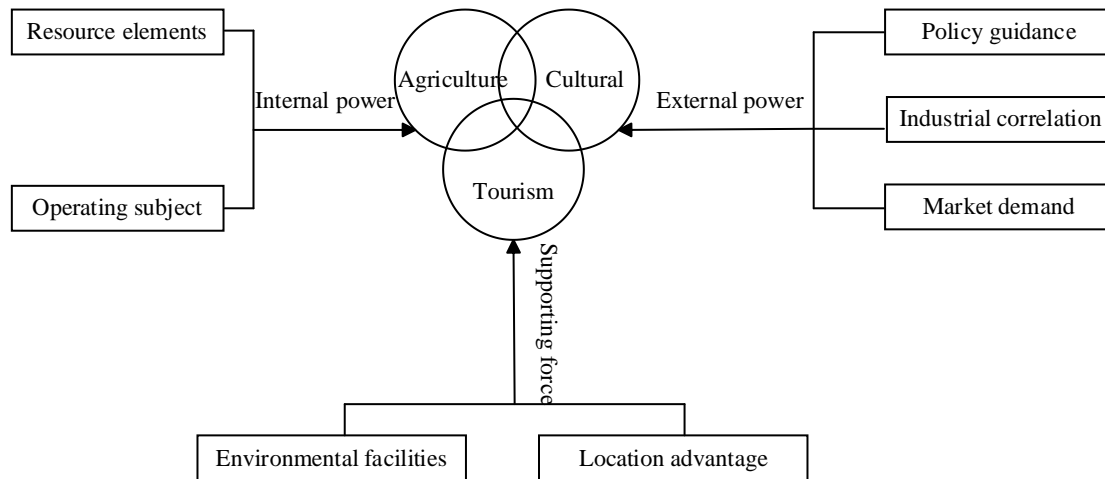 Resource elements
Policy guidance
Agriculture
Cultural
Internal power
External power
Industrial correlation
Tourism
Operating subject
Market demand
Supporting force
Environmental facilities
Location advantage